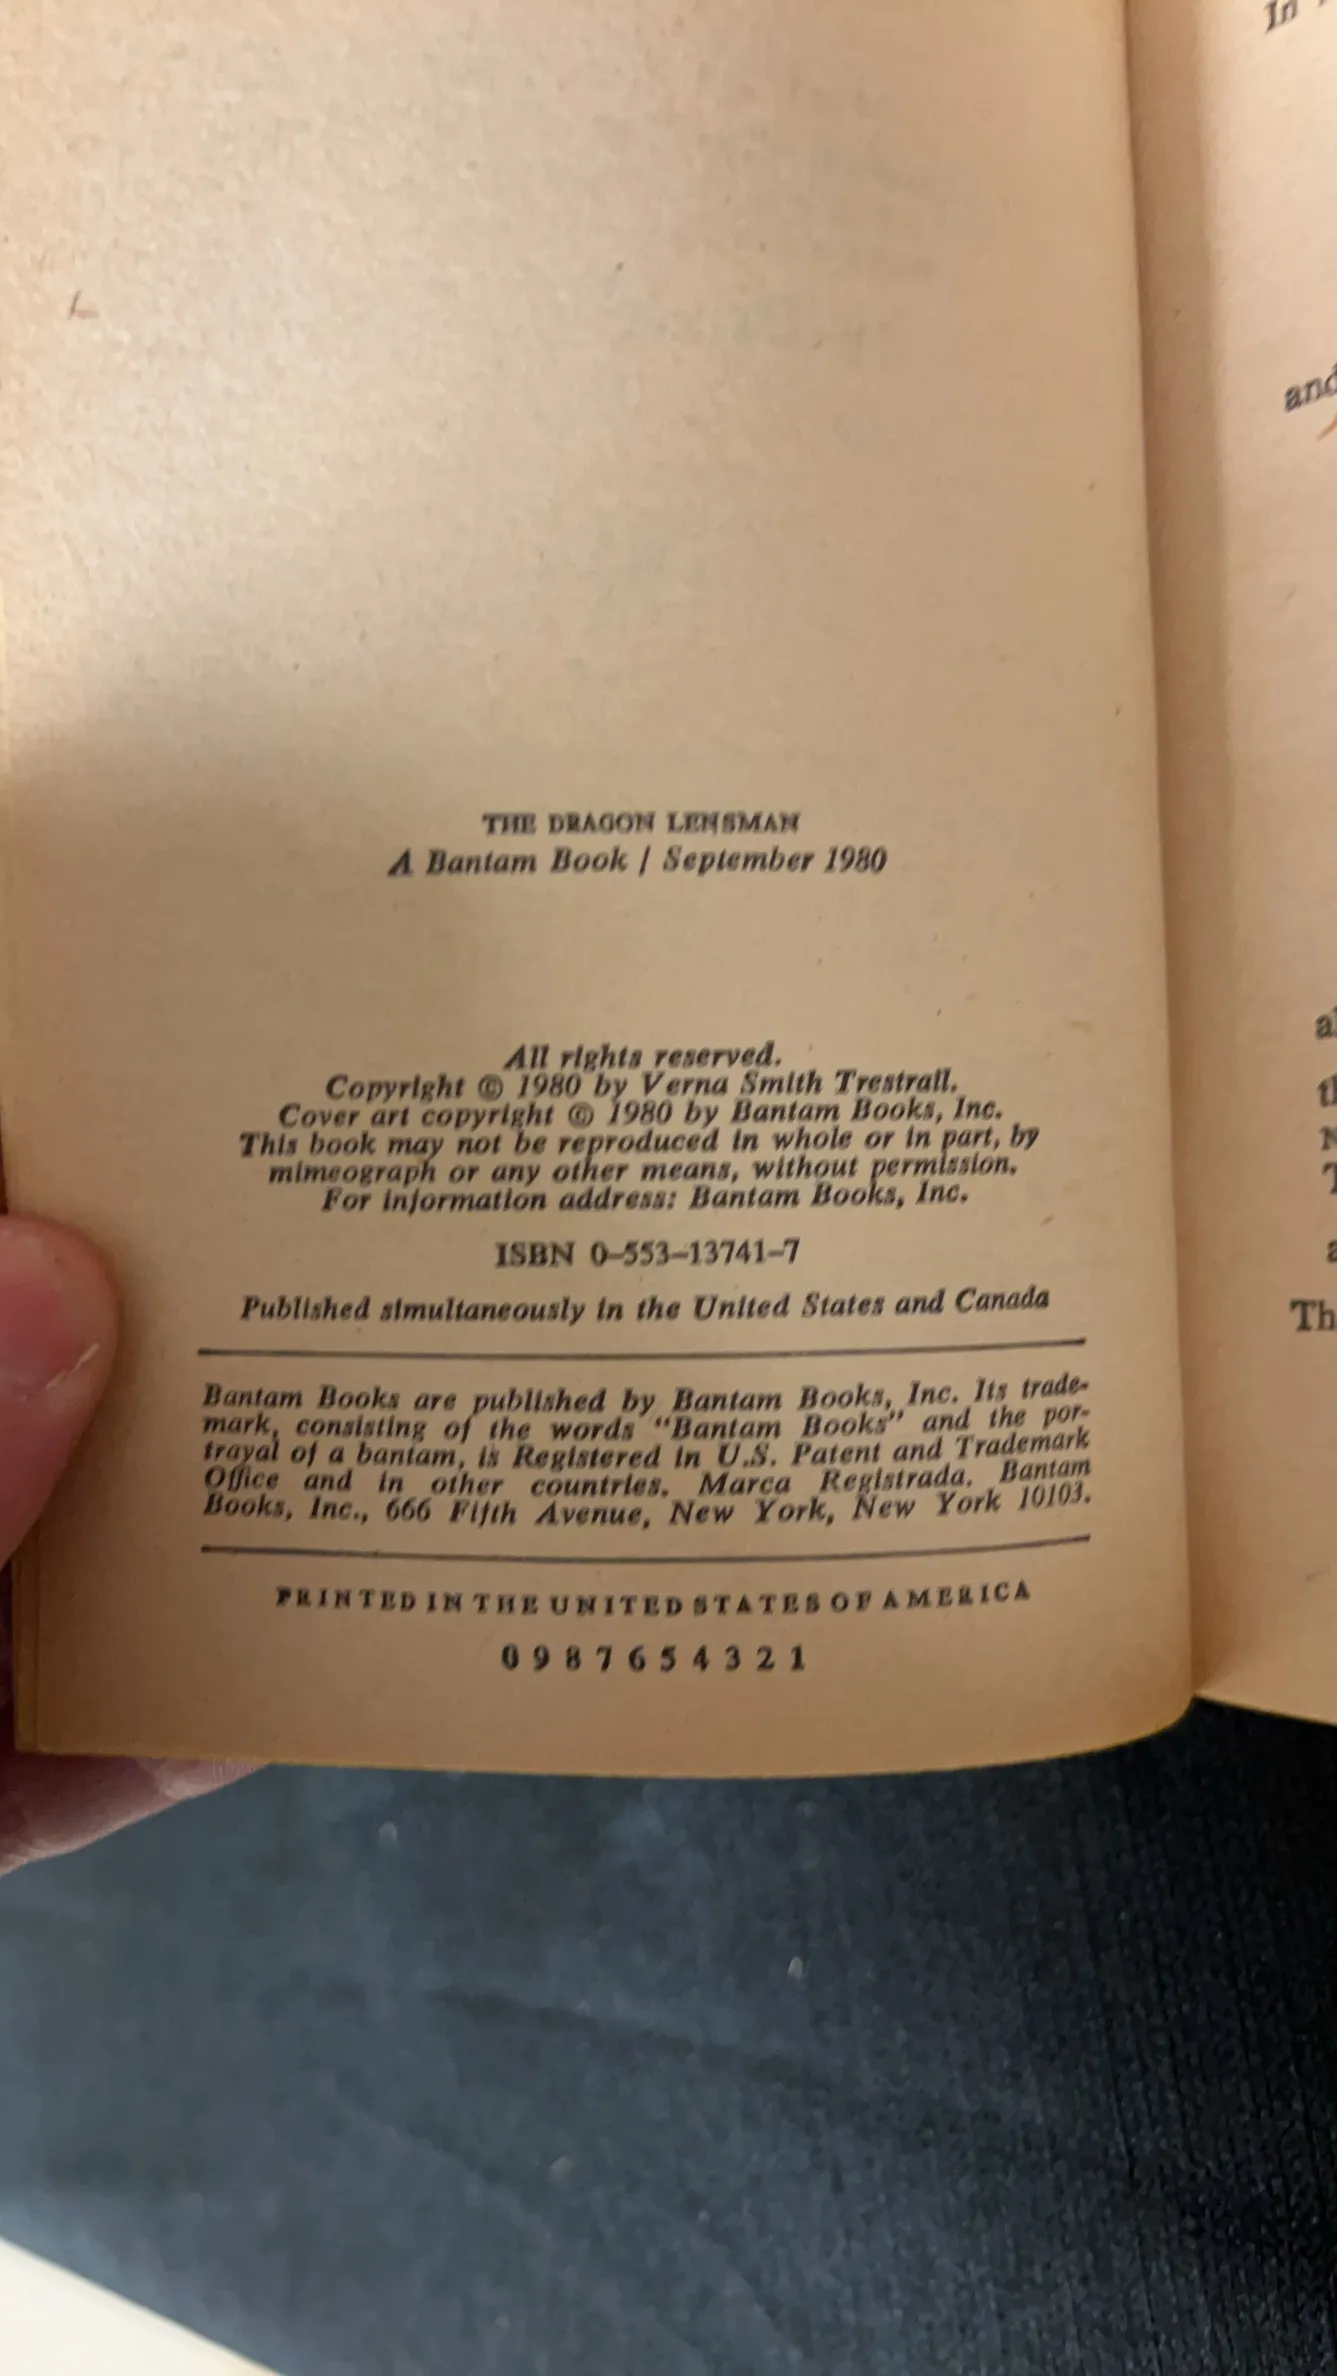 THE DRAGON LENSMAN
A Bantam Book / September 1980
All rights reserved.
Copyright © 1980 by Verna Smith Trestrail.
Cover art copyright © 1980 by Bantam Books, Inc.
This book may not be reproduced in whole or in part, by
mimeograph or any other means, without permission.
For information address: Bantam Books, Inc.
ISBN 0-553-13741-7
Published simultaneously in the United States and Canada
Bantam Books are published by Bantam Books, Inc. Its trade-
mark, consisting of the words "Bantam Books" and the por-
trayal of a bantam, is Registered in U.S. Patent and Trademark
Office and in other countries. Marca Registrada. Bantam
Books, Inc., 666 Fifth Avenue, New York, New York 10103.
PRINTED IN THE UNITED STATES OF AMERICA
0 9 8 7 6 5 4 3 2 1
In
and
Th